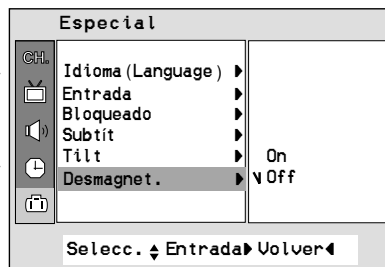 Especial
CH.
Idioma (Language) ▶
Entrada ▶
Bloqueado ▶
Subtít ▶
Tilt ▶ On
Desmagnet. ▶ Off
Selecc. Entrada▶ Volver◀